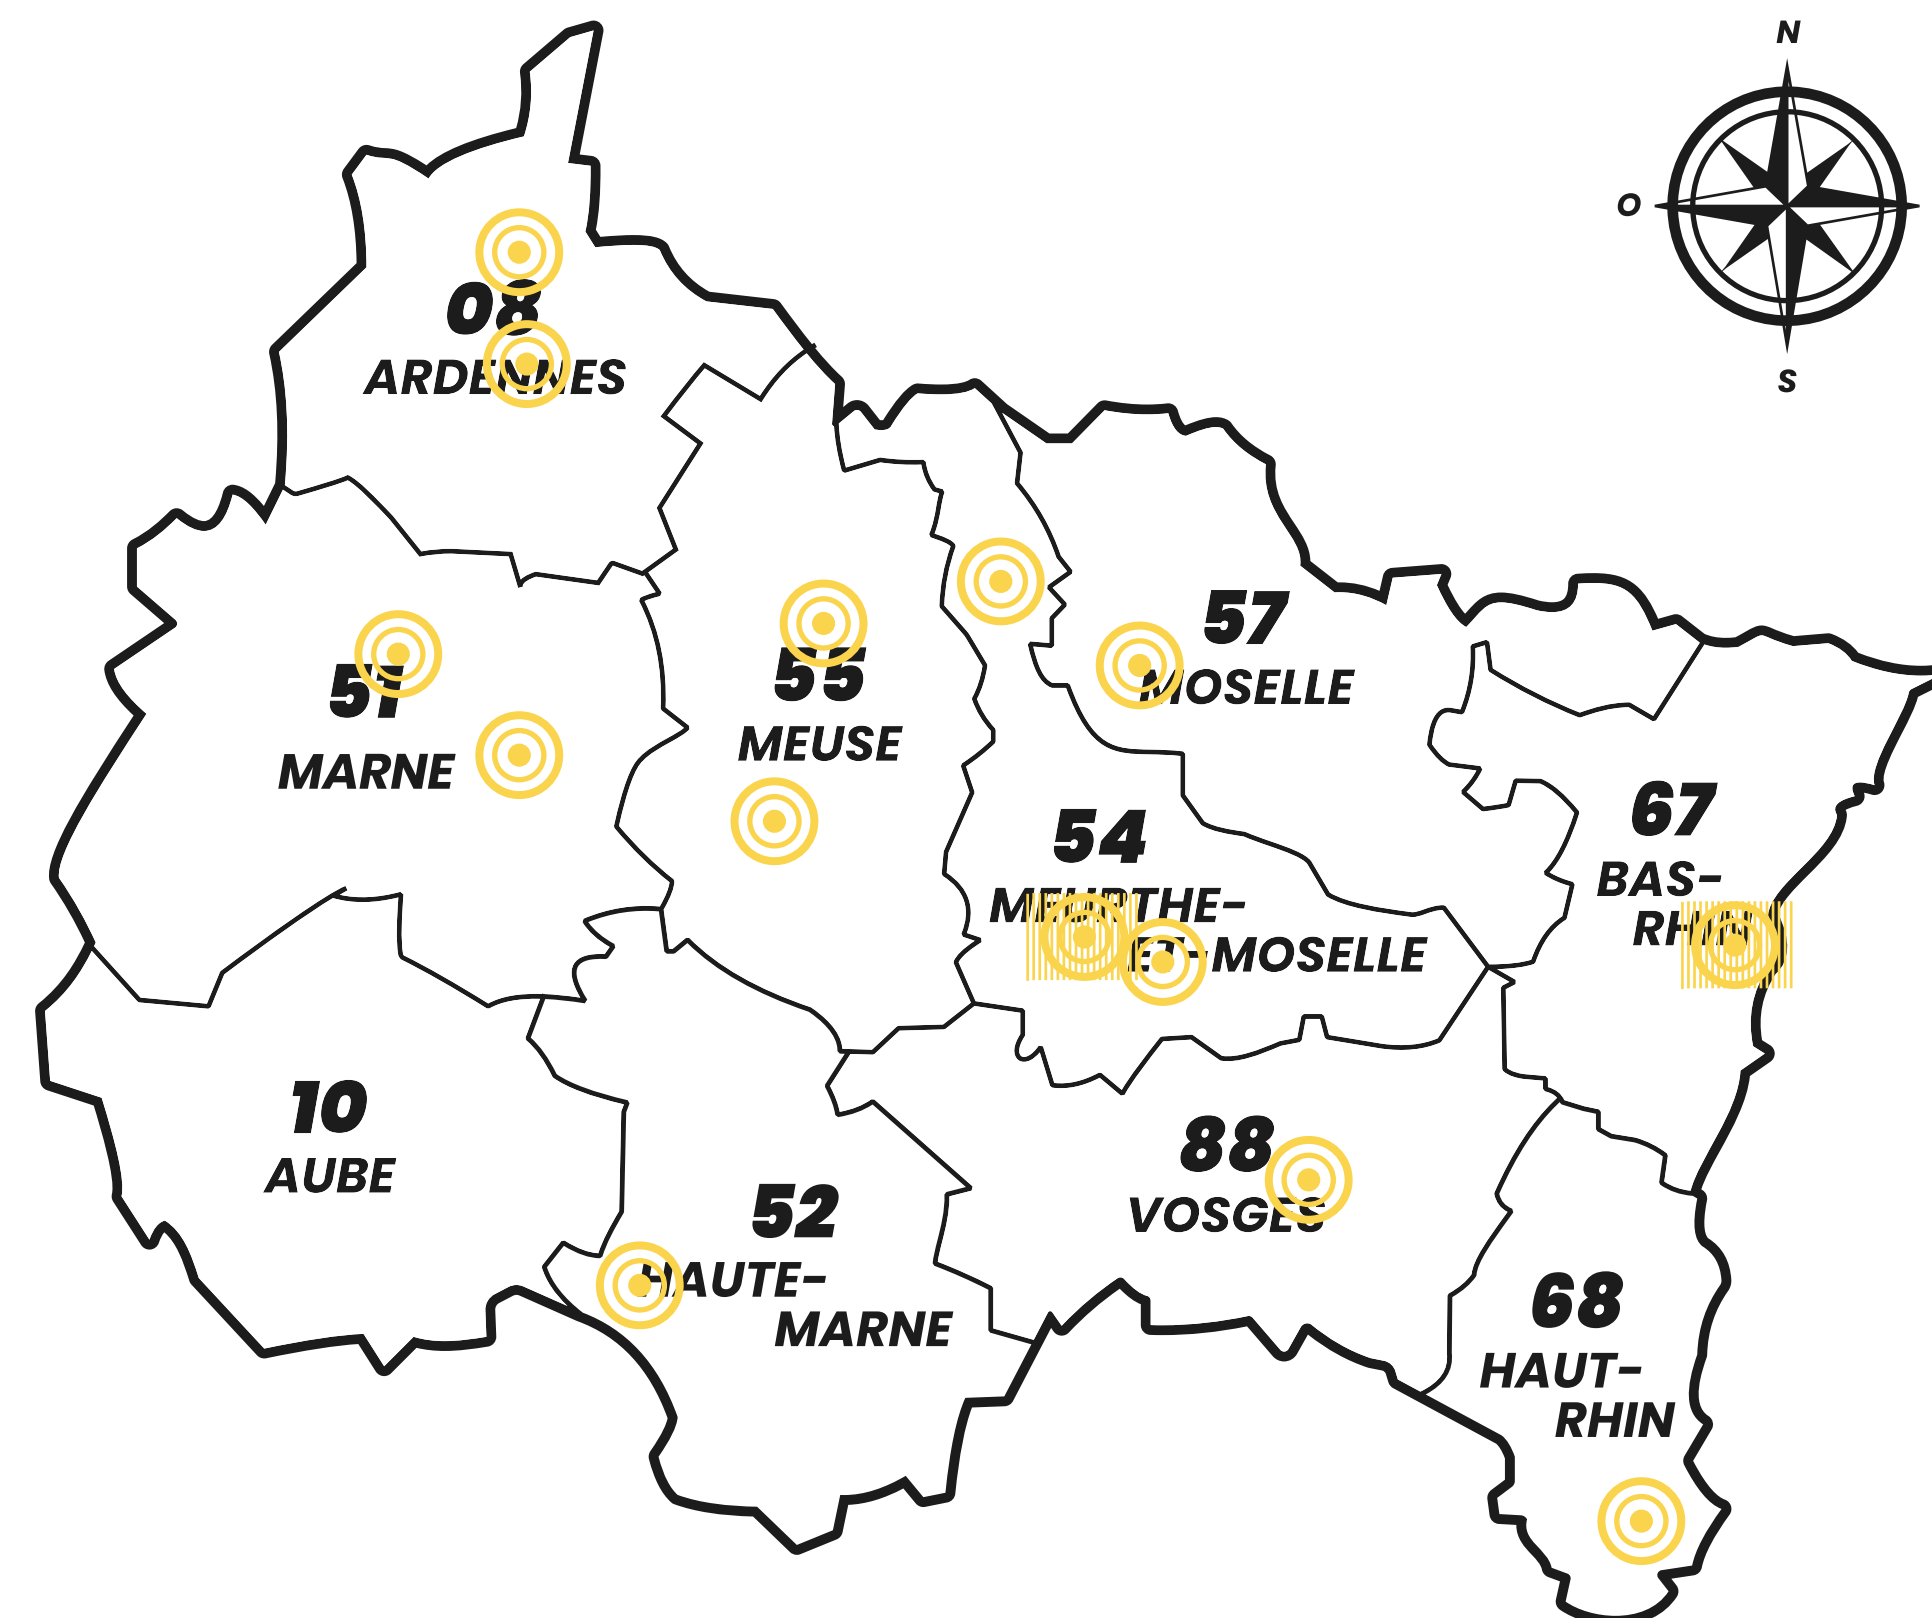 N
O
S
08
ARDENNES
57
MOSELLE
51
MARNE
55
MEUSE
67
BAS-
RHIN
54
MEURTHE-
ET-MOSELLE
10
AUBE
88
VOSGES
52
HAUTE-
MARNE
68
HAUT-
RHIN